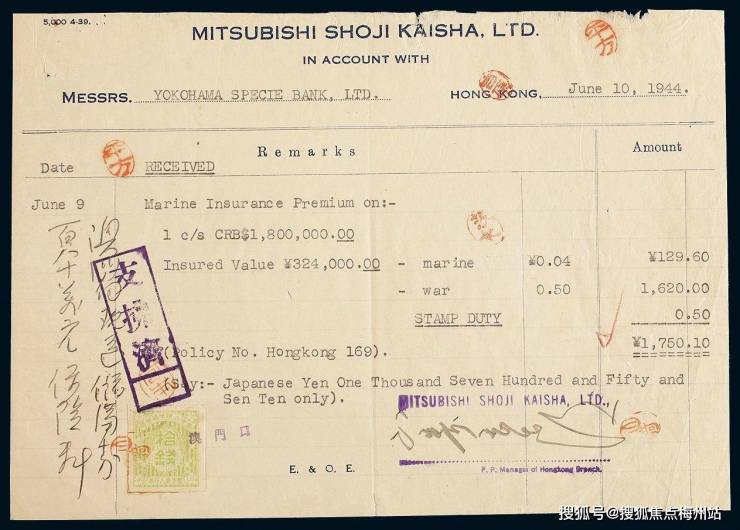 5,000 4-39.
MITSUBISHI SHOJI KAISHA, LTD.
IN ACCOUNT WITH
MESSRS. YOKOHAMA SPECIE BANK, LTD. HONG KONG, June 10, 1944.
Date Remarks Amount
RECEIVED
June 9 Marine Insurance Premium on:-
1 c/s CRB$1,800,000.00
Insured Value ¥324,000.00 - marine ¥0.04 ¥129.60
- war 0.50 1,620.00
STAMP DUTY 0.50
¥1,750.10
(Policy No. Hongkong 169).
(Say:- Japanese Yen One Thousand Seven Hundred and Fifty and
Sen Ten only).
支払済
MITSUBISHI SHOJI KAISHA, LTD.,
澳門口
拾錢
E. & O. E.
P. P. Manager of Hongkong Branch.
搜狐号@搜狐焦点梅州站